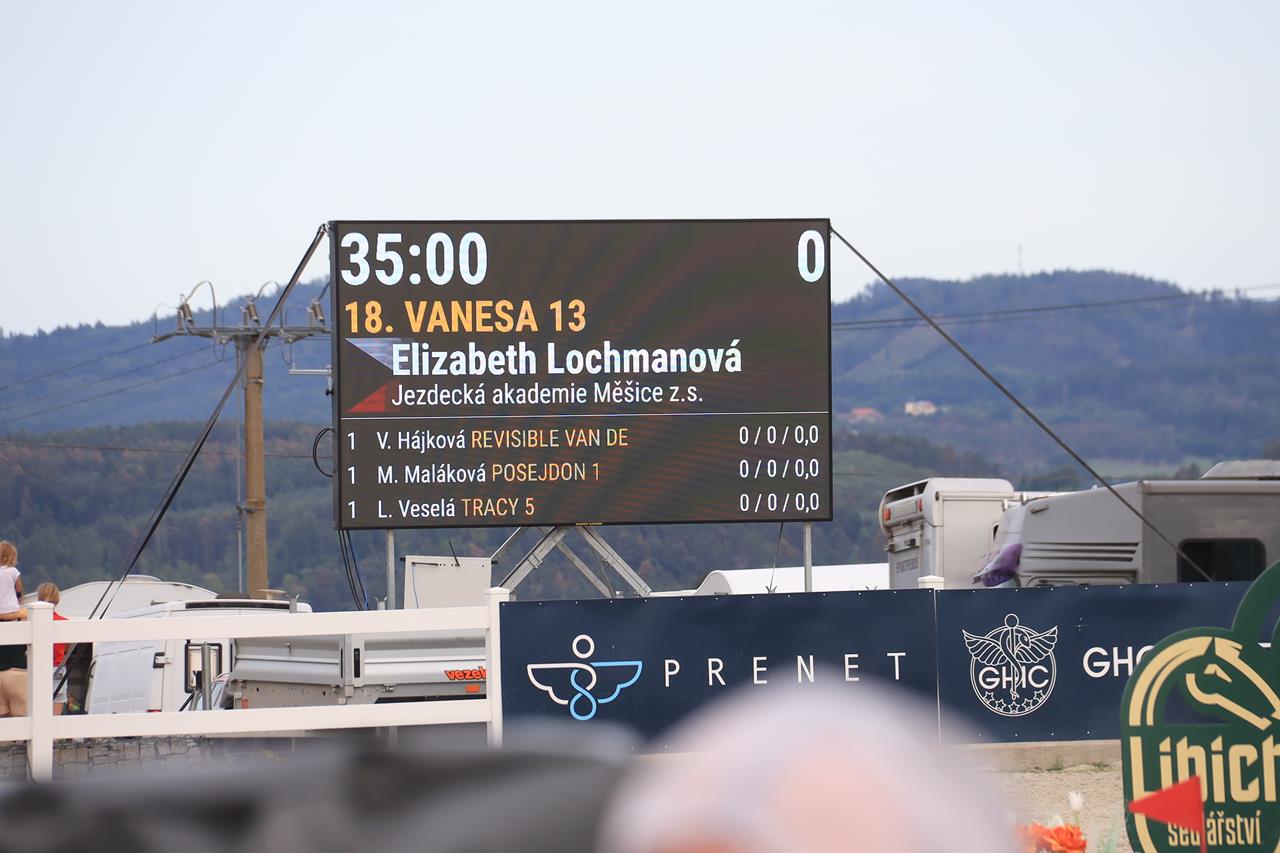 35:00 0
18. VANESA 13
Elizabeth Lochmanová
Jezdecká akademie Měšice z.s.
1 V. Hájková REVISIBLE VAN DE 0/0/0,0
1 M. Maláková POSEJDON 1 0/0/0,0
1 L. Veselá TRACY 5 0/0/0,0
vezek
PRENET
GHC
GHC
Libich